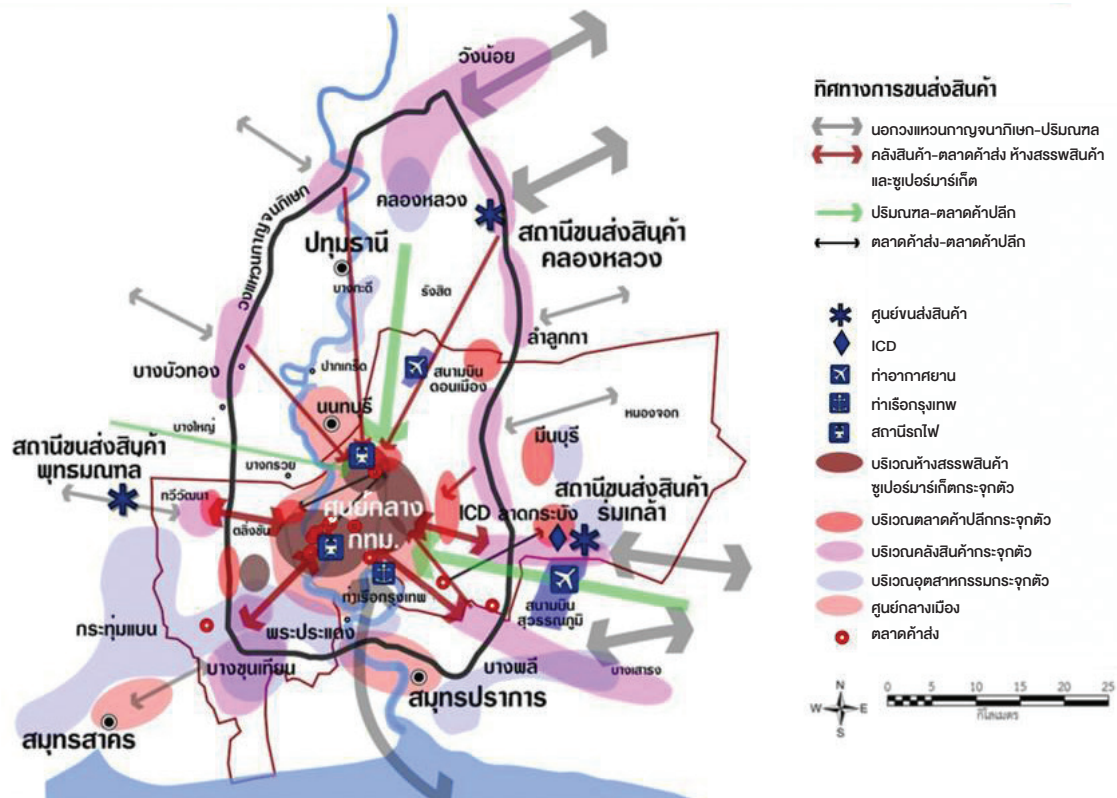 วังน้อย
คลองหลวง
สถานีขนส่งสินค้า
คลองหลวง
วงแหวนกาญจนาภิเษก
ปทุมธานี
บางกะดี
รังสิต
ลำลูกกา
บางบัวทอง
ปากเกร็ด
สนามบิน
ดอนเมือง
นนทบุรี
หนองจอก
บางใหญ่
มีนบุรี
สถานีขนส่งสินค้า
พุทธมณฑล
บางกรวย
สถานีขนส่งสินค้า
ร่มเกล้า
ทวีวัฒนา
ตลิ่งชัน
ศูนย์กลาง
กทม.
ICD ลาดกระบัง
ท่าเรือกรุงเทพ
สนามบิน
สุวรรณภูมิ
กระทุ่มแบน
พระประแดง
บางขุนเทียน
บางพลี
บางเสาธง
สมุทรปราการ
สมุทรสาคร
ทิศทางการขนส่งสินค้า
นอกวงแหวนกาญจนาภิเษก-ปริมณฑล
คลังสินค้า-ตลาดค้าส่ง ห้างสรรพสินค้า
และซูเปอร์มาร์เก็ต
ปริมณฑล-ตลาดค้าปลีก
ตลาดค้าส่ง-ตลาดค้าปลีก
ศูนย์ขนส่งสินค้า
ICD
ท่าอากาศยาน
ท่าเรือกรุงเทพ
สถานีรถไฟ
บริเวณห้างสรรพสินค้า
ซูเปอร์มาร์เก็ตกระจุกตัว
บริเวณตลาดค้าปลีกกระจุกตัว
บริเวณคลังสินค้ากระจุกตัว
บริเวณอุตสาหกรรมกระจุกตัว
ศูนย์กลางเมือง
ตลาดค้าส่ง
N
W E
S
0 5 10 15 20 25
กิโลเมตร